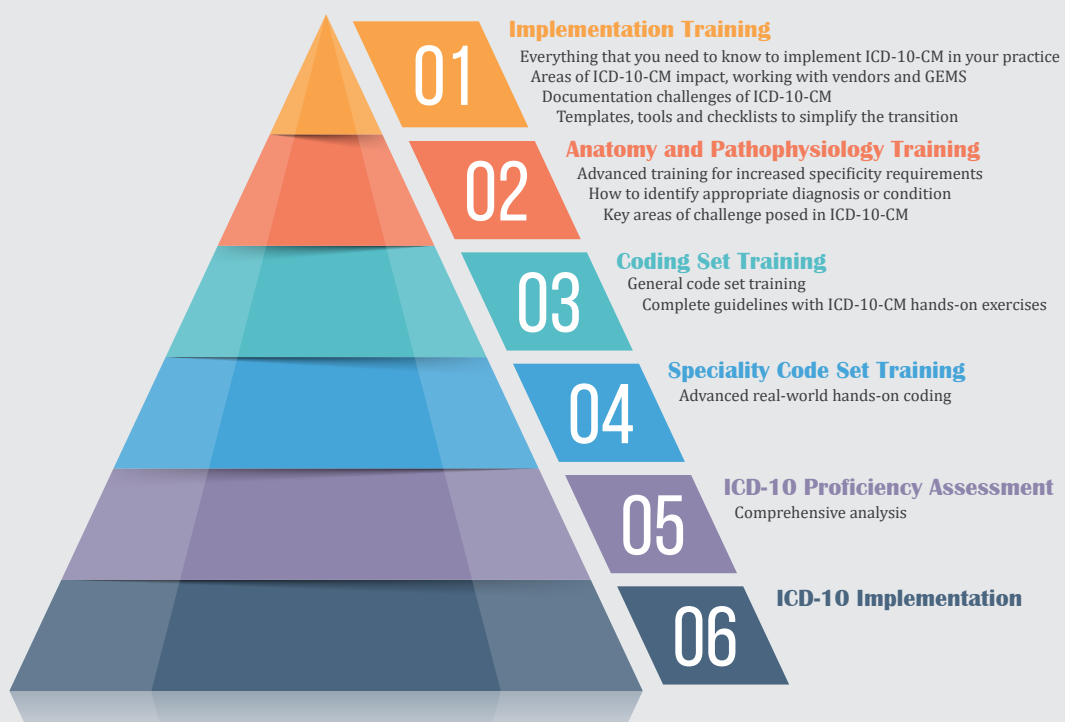 01
Implementation Training
Everything that you need to know to implement ICD-10-CM in your practice
Areas of ICD-10-CM impact, working with vendors and GEMS
Documentation challenges of ICD-10-CM
Templates, tools and checklists to simplify the transition
02
Anatomy and Pathophysiology Training
Advanced training for increased specificity requirements
How to identify appropriate diagnosis or condition
Key areas of challenge posed in ICD-10-CM
03
Coding Set Training
General code set training
Complete guidelines with ICD-10-CM hands-on exercises
04
Speciality Code Set Training
Advanced real-world hands-on coding
05
ICD-10 Proficiency Assessment
Comprehensive analysis
06
ICD-10 Implementation